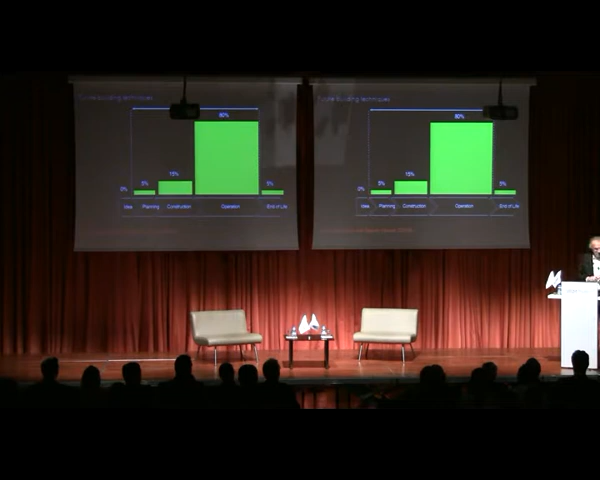 Future Building techniques
80%
15%
5%
5%
0%
Idea Planning Construction Operation End of Life
Future Building techniques
80%
15%
5%
5%
0%
Idea Planning Construction Operation End of Life